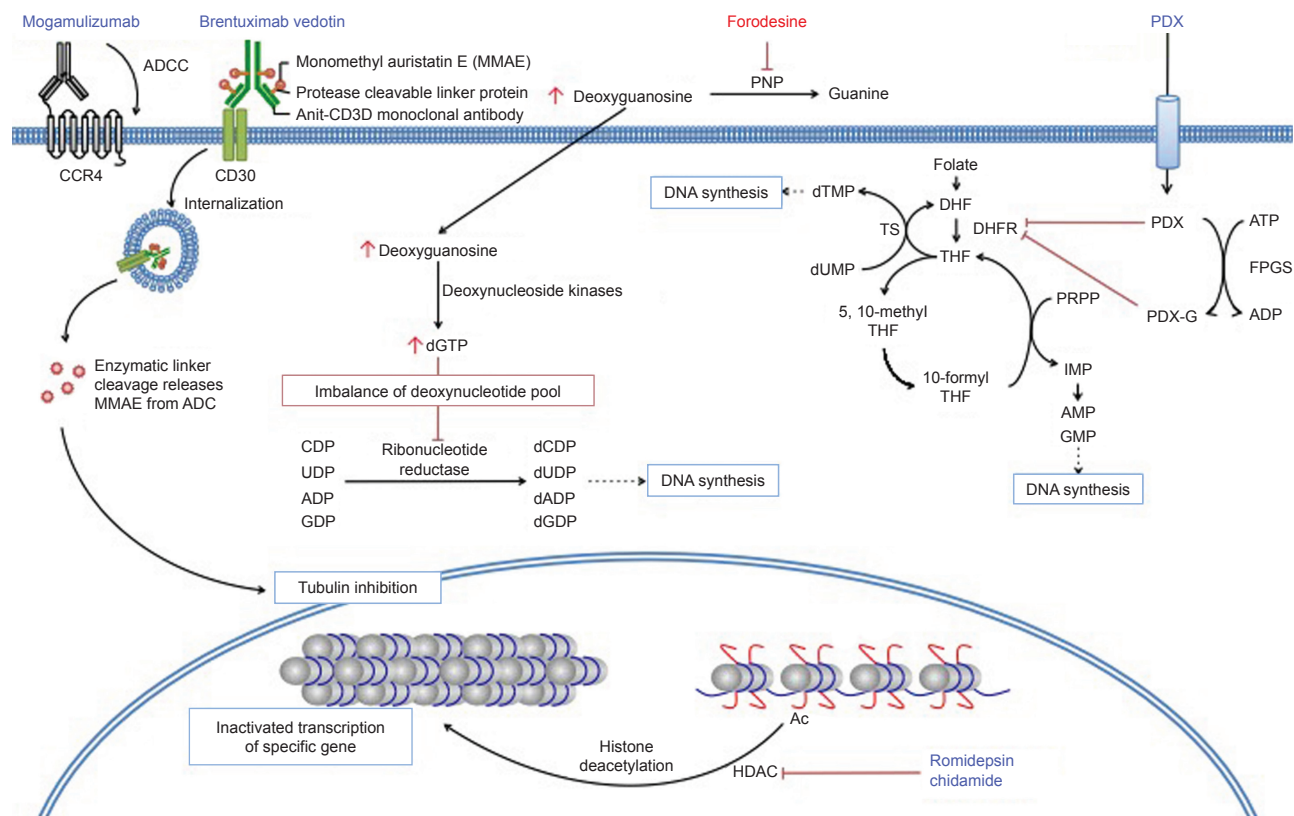 Mogamulizumab
Brentuximab vedotin
Forodesine
PDX
ADCC
Monomethyl auristatin E (MMAE)
Protease cleavable linker protein
Anit-CD3D monoclonal antibody
Deoxyguanosine
PNP
Guanine
CCR4
CD30
Internalization
Folate
DNA synthesis
dTMP
DHF
TS
DHFR
dUMP
THF
PDX
ATP
FPGS
PDX-G
ADP
Deoxyguanosine
Deoxynucleoside kinases
dGTP
Imbalance of deoxynucleotide pool
5, 10-methyl
THF
PRPP
10-formyl
THF
IMP
AMP
GMP
DNA synthesis
Enzymatic linker
cleavage releases
MMAE from ADC
CDP
UDP
ADP
GDP
Ribonucleotide
reductase
dCDP
dUDP
dADP
dGDP
DNA synthesis
Tubulin inhibition
Inactivated transcription
of specific gene
Ac
Histone
deacetylation
HDAC
Romidepsin
chidamide